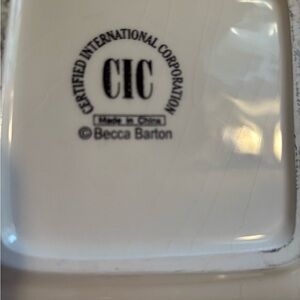 CERTIFIED INTERNATIONAL CORPORATION
CIC
Made in China
©Becca Barton